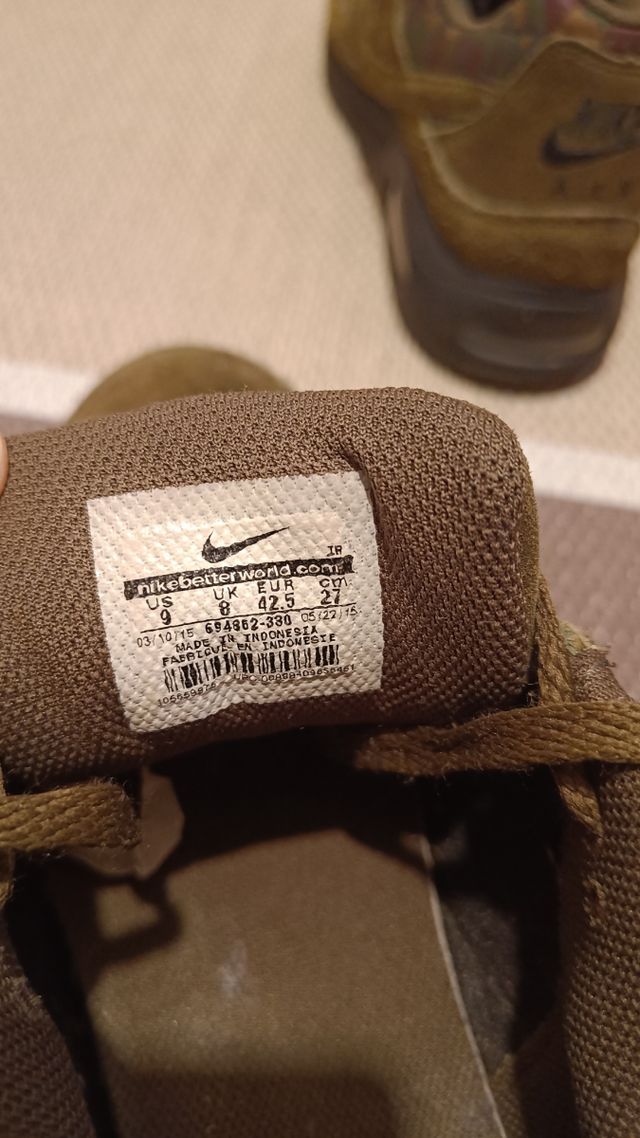 IR
nikebetterworld.com
US UK EUR cm
9 8 42.5 27
03/10/15 694862-330 05/22/15
MADE IN INDONESIA
FABRIQUE EN INDONESIE
UPC: